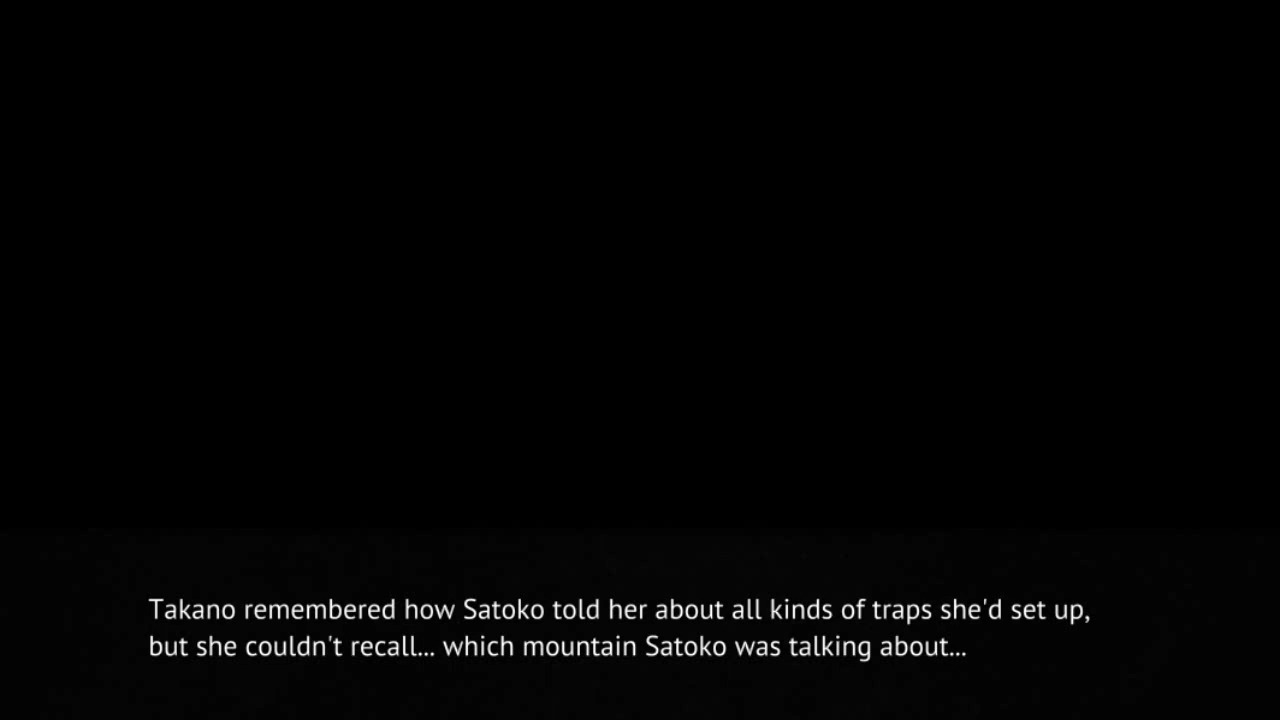 Takano remembered how Satoko told her about all kinds of traps she'd set up,
but she couldn't recall... which mountain Satoko was talking about...